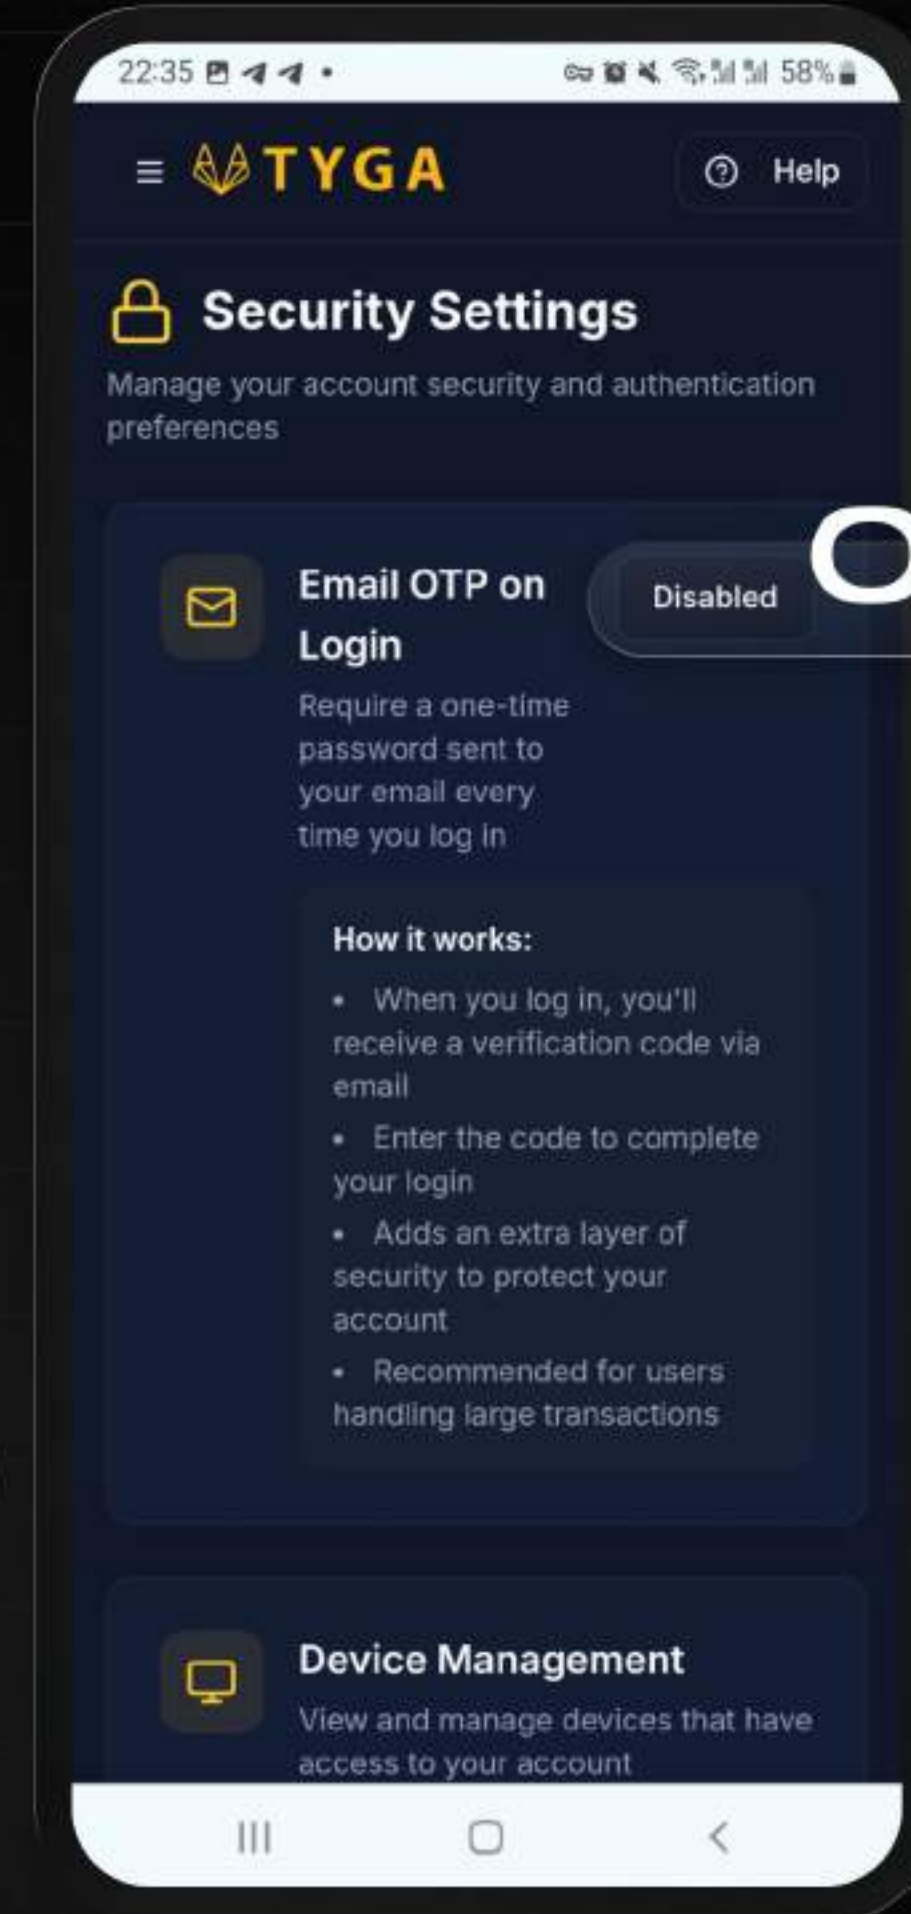 22:35
58%
TYGA
Help
Security Settings
Manage your account security and authentication
preferences
Email OTP on
Login
Disabled
Require a one-time
password sent to
your email every
time you log in
How it works:
• When you log in, you'll
receive a verification code via
email
• Enter the code to complete
your login
• Adds an extra layer of
security to protect your
account
• Recommended for users
handling large transactions
Device Management
View and manage devices that have
access to your account